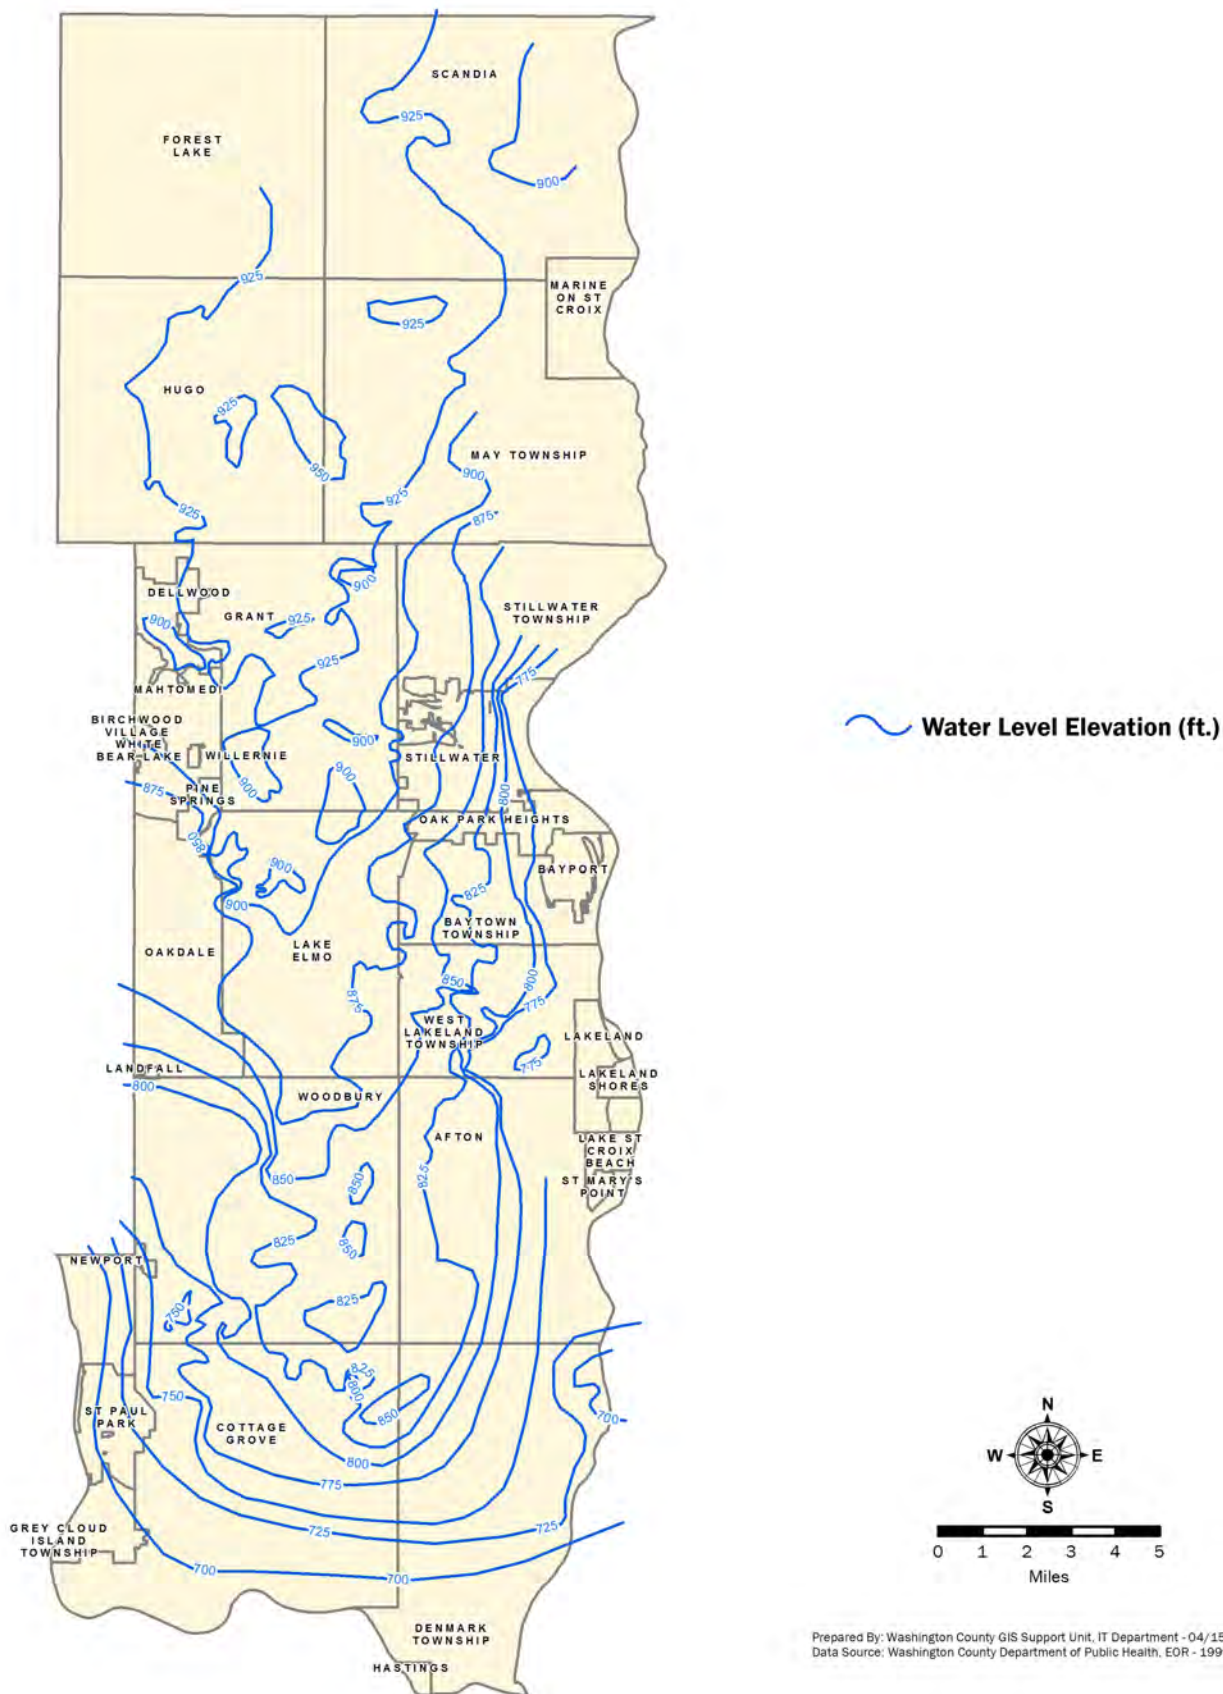 SCANDIA
925
FOREST
LAKE
900
925
MARINE
ON ST
CROIX
925
HUGO
925
MAY TOWNSHIP
950
900
925
925
875
900
DELLWOOD
STILLWATER
TOWNSHIP
GRANT
925
900
925
775
MAHTOMEDI
BIRCHWOOD
VILLAGE
WHITE
BEAR LAKE
Water Level Elevation (ft.)
900
WILLERNIE
STILLWATER
900
875
PINE
SPRINGS
900
800
OAK PARK HEIGHTS
850
900
BAYPORT
825
900
BAYTOWN
TOWNSHIP
OAKDALE
LAKE
ELMO
850
800
875
775
WEST
LAKELAND
TOWNSHIP
LAKELAND
775
LANDFALL
LAKELAND
SHORES
800
WOODBURY
AFTON
LAKE ST
CROIX
BEACH
850
850
825
ST MARY'S
POINT
825
850
NEWPORT
750
825
825
800
750
850
700
ST PAUL
PARK
COTTAGE
GROVE
N
W
E
S
800
775
725
725
GREY CLOUD
ISLAND
TOWNSHIP
0 1 2 3 4 5
Miles
700
700
DENMARK
TOWNSHIP
HASTINGS
Prepared By: Washington County GIS Support Unit, IT Department - 04/15
Data Source: Washington County Department of Public Health, EOR - 199